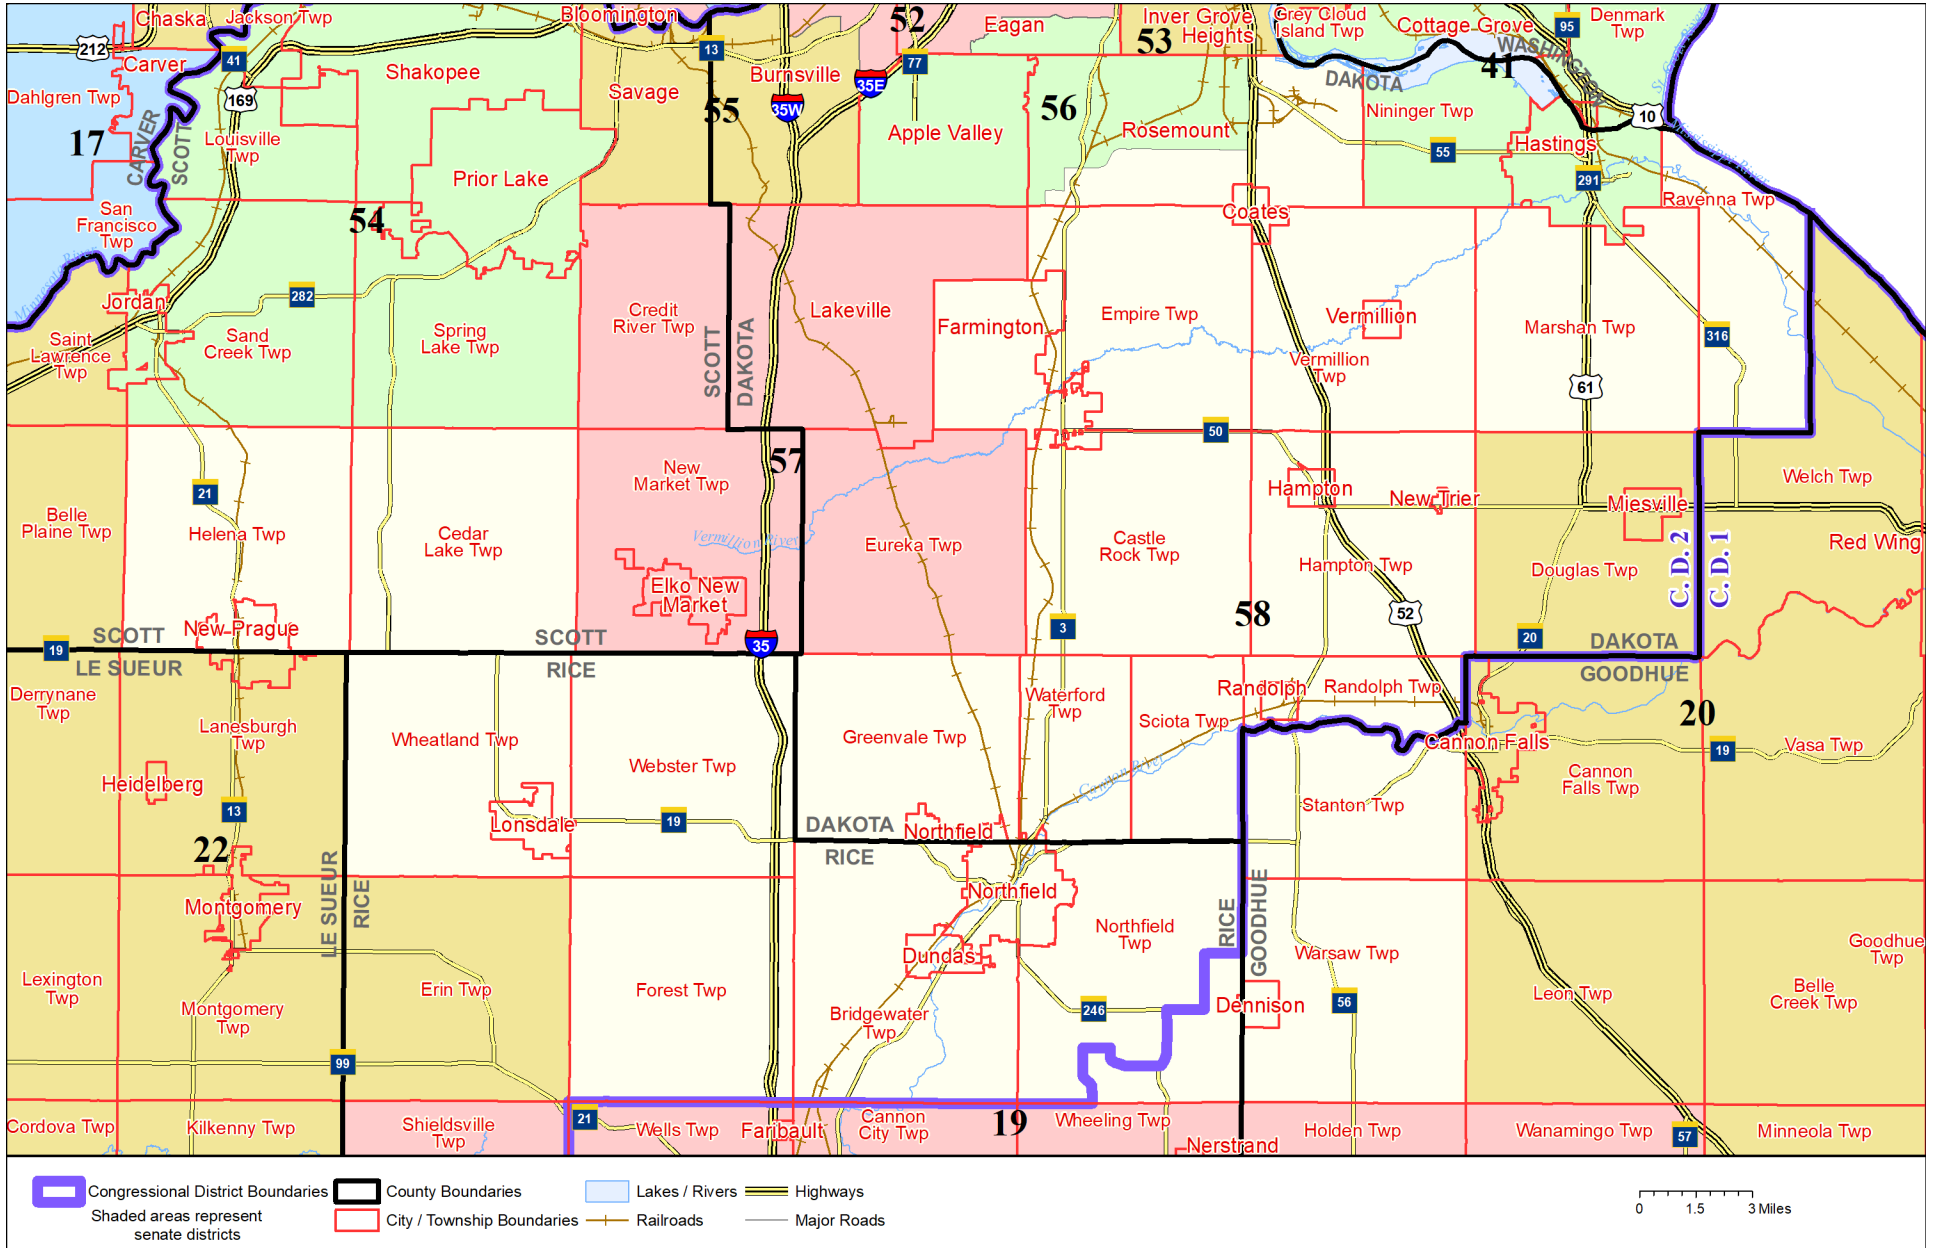 Chaska
Jackson Twp
Bloomington
52
Eagan
Inver Grove
Heights
53
Grey Cloud
Island Twp
Cottage Grove
95
Denmark
Twp
212
Carver
41
13
77
WASHINGTON
41
Shakopee
Burnsville
35E
DAKOTA
Dahlgren Twp
169
Savage
55
35W
56
Nininger Twp
10
17
CARVER
SCOTT
Louisville
Twp
Apple Valley
Rosemount
55
Hastings
Mississippi River
Prior Lake
291
San
Francisco
Twp
54
Coates
Ravenna Twp
Minnesota River
Jordan
282
Credit
River Twp
Lakeville
Farmington
Empire Twp
Vermillion
Marshan Twp
316
Saint
Lawrence
Twp
Sand
Creek Twp
Spring
Lake Twp
SCOTT
DAKOTA
Vermillion
Twp
61
50
57
New
Market Twp
21
Hampton
New Trier
Miesville
Welch Twp
Belle
Plaine Twp
Helena Twp
Cedar
Lake Twp
Vermillion River
Eureka Twp
Castle
Rock Twp
Hampton Twp
Douglas Twp
C.D. 2
C.D. 1
Red Wing
Elko New
Market
58
52
New Prague
SCOTT
SCOTT
35
3
20
DAKOTA
19
LE SUEUR
RICE
GOODHUE
Derrynane
Twp
Lanesburgh
Twp
Wheatland Twp
Webster Twp
Greenvale Twp
Waterford
Twp
Sciota Twp
Randolph
Randolph Twp
Cannon Falls
20
19
Vasa Twp
Heidelberg
13
Cannon River
Cannon
Falls Twp
Stanton Twp
Lonsdale
19
DAKOTA
RICE
Northfield
22
LE SUEUR
RICE
Northfield
Montgomery
RICE
GOODHUE
Northfield
Twp
Dundas
Warsaw Twp
Goodhue
Twp
Lexington
Twp
Erin Twp
Forest Twp
Leon Twp
Belle
Creek Twp
Montgomery
Twp
Bridgewater
Twp
246
Dennison
56
99
Cordova Twp
Kilkenny Twp
Shieldsville
Twp
21
Wells Twp
Faribault
Cannon
City Twp
19
Wheeling Twp
Nerstrand
Holden Twp
Wanamingo Twp
57
Minneola Twp
Congressional District Boundaries
Shaded areas represent
senate districts
County Boundaries
City / Township Boundaries
Lakes / Rivers
Railroads
Highways
Major Roads
0 1.5 3 Miles